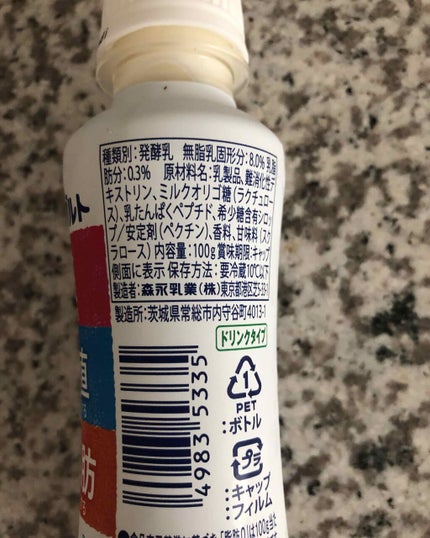 種類別:発酵乳 無脂乳固形分:8.0% 乳脂
肪分:0.3% 原材料名:乳製品、難消化性デ
キストリン、ミルクオリゴ糖(ラクチュロー
ス)、乳たんぱくペプチド、希少糖含有シロッ
プ/安定剤(ペクチン)、香料、甘味料(スク
ラロース) 内容量:100g 賞味期限:キャップ
側面に表示 保存方法:要冷蔵10℃以下
製造者:森永乳業(株)東京都港区芝5-33-1
製造所:茨城県常総市内守谷町4013-1
ドリンクタイプ
ルト
1
PET
:ボトル
プラ
:キャップ
フィルム
4983 5335
菌
肪